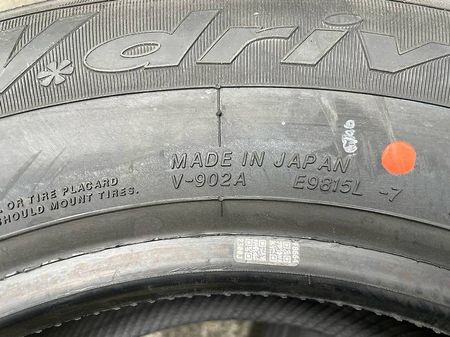 V.driv
MADE IN JAPAN
V-902A E9815L -7
L OR TIRE PLACARD
SHOULD MOUNT TIRES.